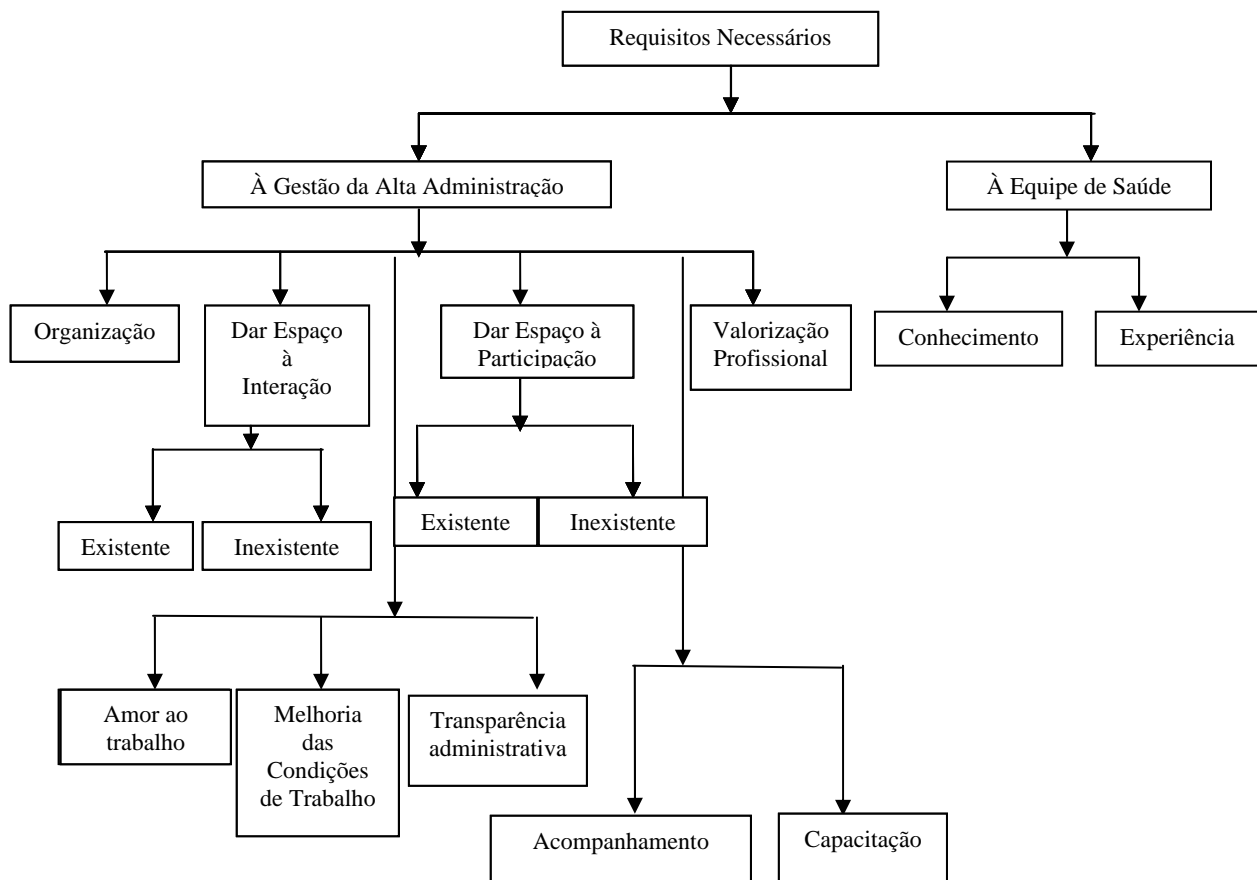 Requisitos Necessários
À Gestão da Alta Administração
À Equipe de Saúde
Organização
Dar Espaço
à
Interação
Dar Espaço à
Participação
Valorização
Profissional
Conhecimento
Experiência
Existente
Inexistente
Existente
Inexistente
Amor ao
trabalho
Melhoria
das
Condições
de Trabalho
Transparência
administrativa
Acompanhamento
Capacitação